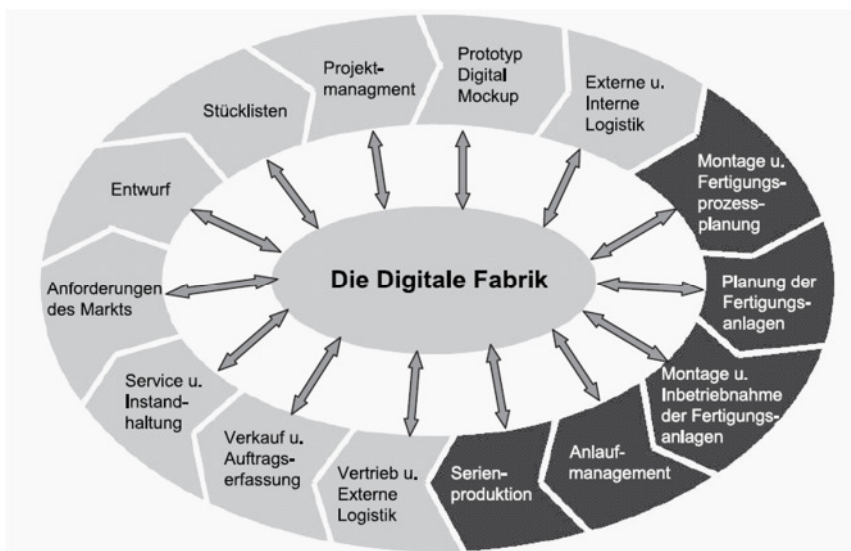 Projekt-
managment
Prototyp
Digital
Mockup
Externe u.
Interne
Logistik
Stücklisten
Montage u.
Fertigungs-
prozess-
planung
Entwurf
Die Digitale Fabrik
Anforderungen
des Markts
Planung der
Fertigungs-
anlagen
Service u.
Instand-
haltung
Montage u.
Inbetriebnahme
der Fertigungs-
anlagen
Verkauf u.
Auftrags-
erfassung
Vertrieb u.
Externe
Logistik
Serien-
produktion
Anlauf-
management